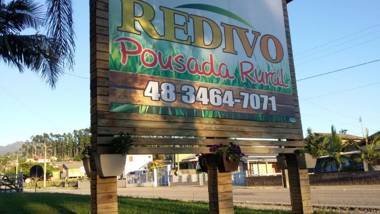 REDIVO
Pousada Rural
48 3464-7071